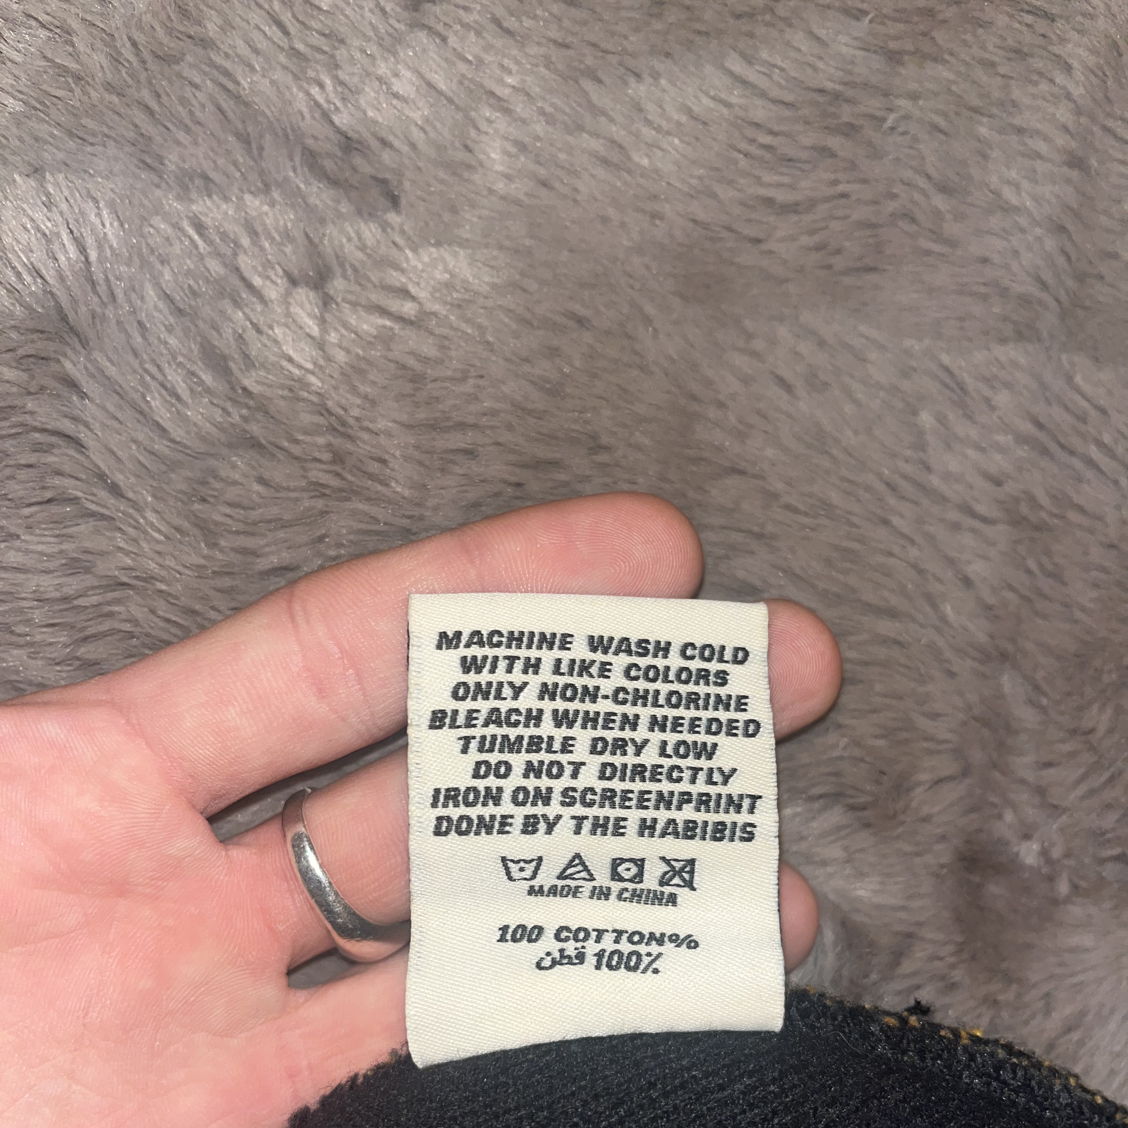 MACHINE WASH COLD
WITH LIKE COLORS
ONLY NON-CHLORINE
BLEACH WHEN NEEDED
TUMBLE DRY LOW
DO NOT DIRECTLY
IRON ON SCREENPRINT
DONE BY THE HABIBIS
MADE IN CHINA
100 COTTON%
قطن 100%